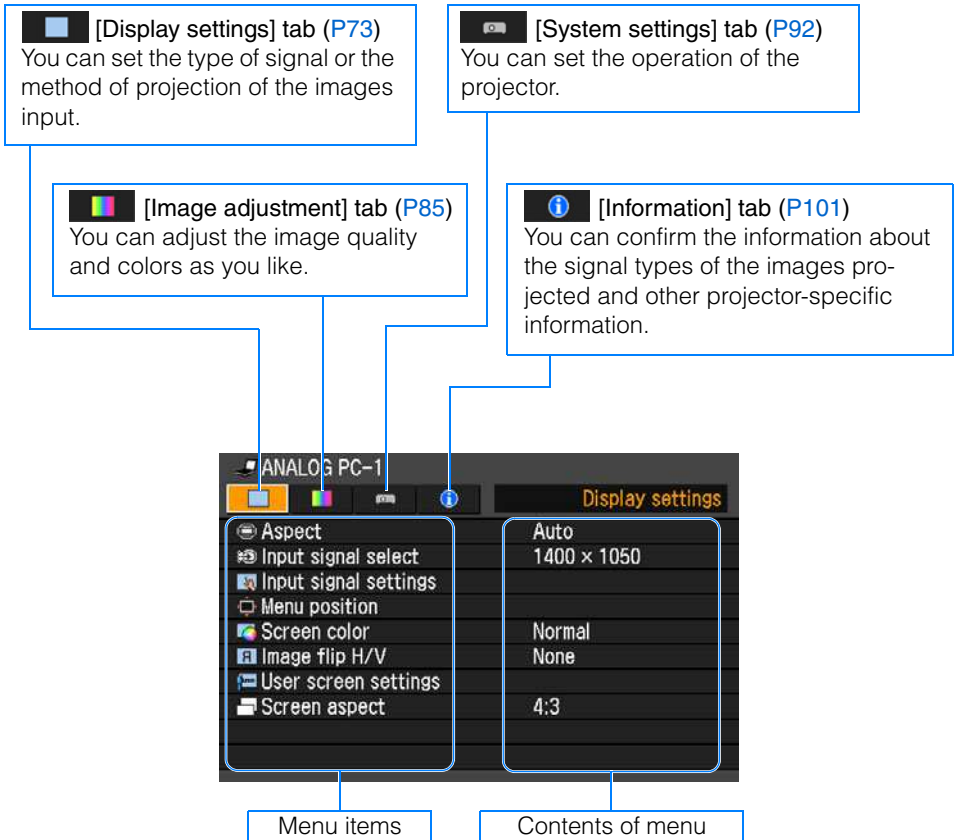 [Display settings] tab (P73)
You can set the type of signal or the
method of projection of the images
input.
[System settings] tab (P92)
You can set the operation of the
projector.
[Image adjustment] tab (P85)
You can adjust the image quality
and colors as you like.
[Information] tab (P101)
You can confirm the information about
the signal types of the images pro-
jected and other projector-specific
information.
ANALOG PC-1
Display settings
Aspect Auto
Input signal select 1400 × 1050
Input signal settings
Menu position
Screen color Normal
Image flip H/V None
User screen settings
Screen aspect 4:3
Menu items
Contents of menu